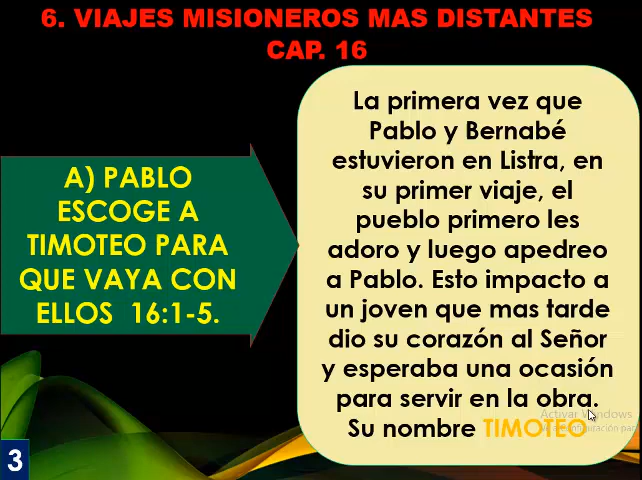 6. VIAJES MISIONEROS MAS DISTANTES
CAP. 16
A) PABLO
ESCOGE A
TIMOTEO PARA
QUE VAYA CON
ELLOS 16:1-5.
La primera vez que
Pablo y Bernabé
estuvieron en Listra, en
su primer viaje, el
pueblo primero les
adoro y luego apedreo
a Pablo. Esto impacto a
un joven que mas tarde
dio su corazón al Señor
y esperaba una ocasión
para servir en la obra.
Su nombre TIMOTEO
Activar Windows
3